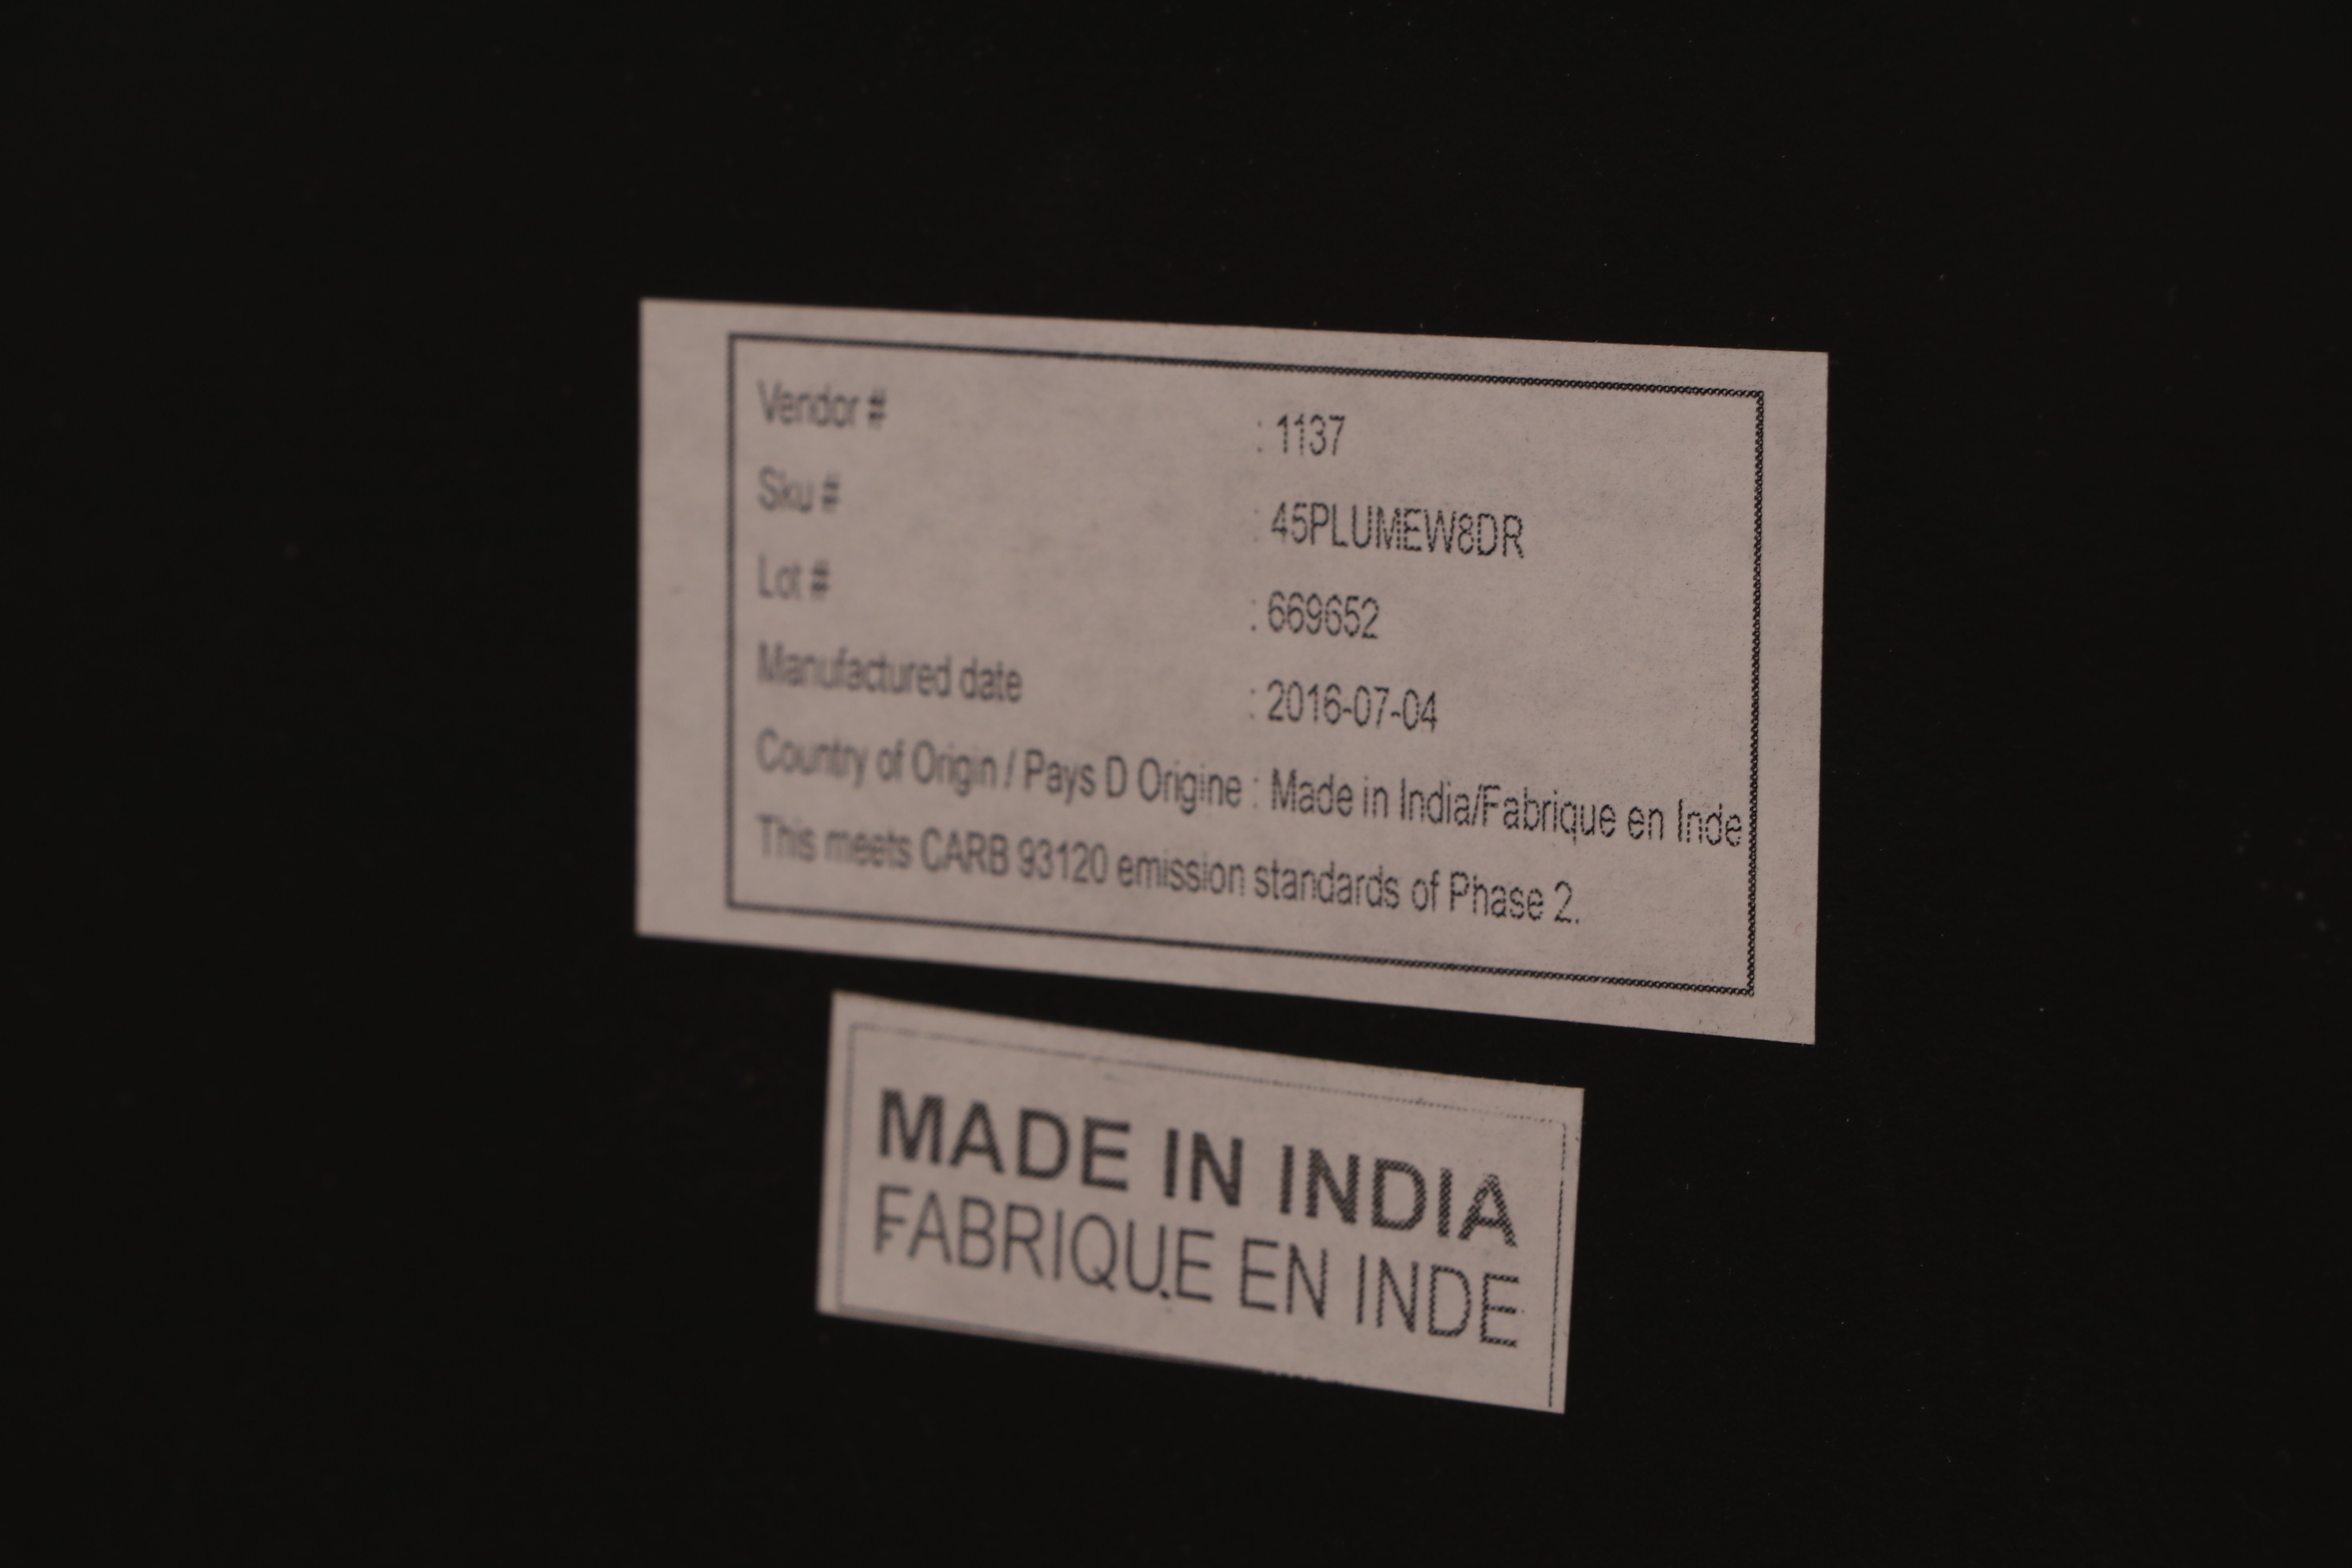 Vendor # : 1137
Sku # : 45PLUMEW8DR
Lot # : 669652
Manufactured date : 2016-07-04
Country of Origin / Pays D Origine : Made in India/Fabrique en Inde
This meets CARB 93120 emission standards of Phase 2.
MADE IN INDIA
FABRIQUE EN INDE